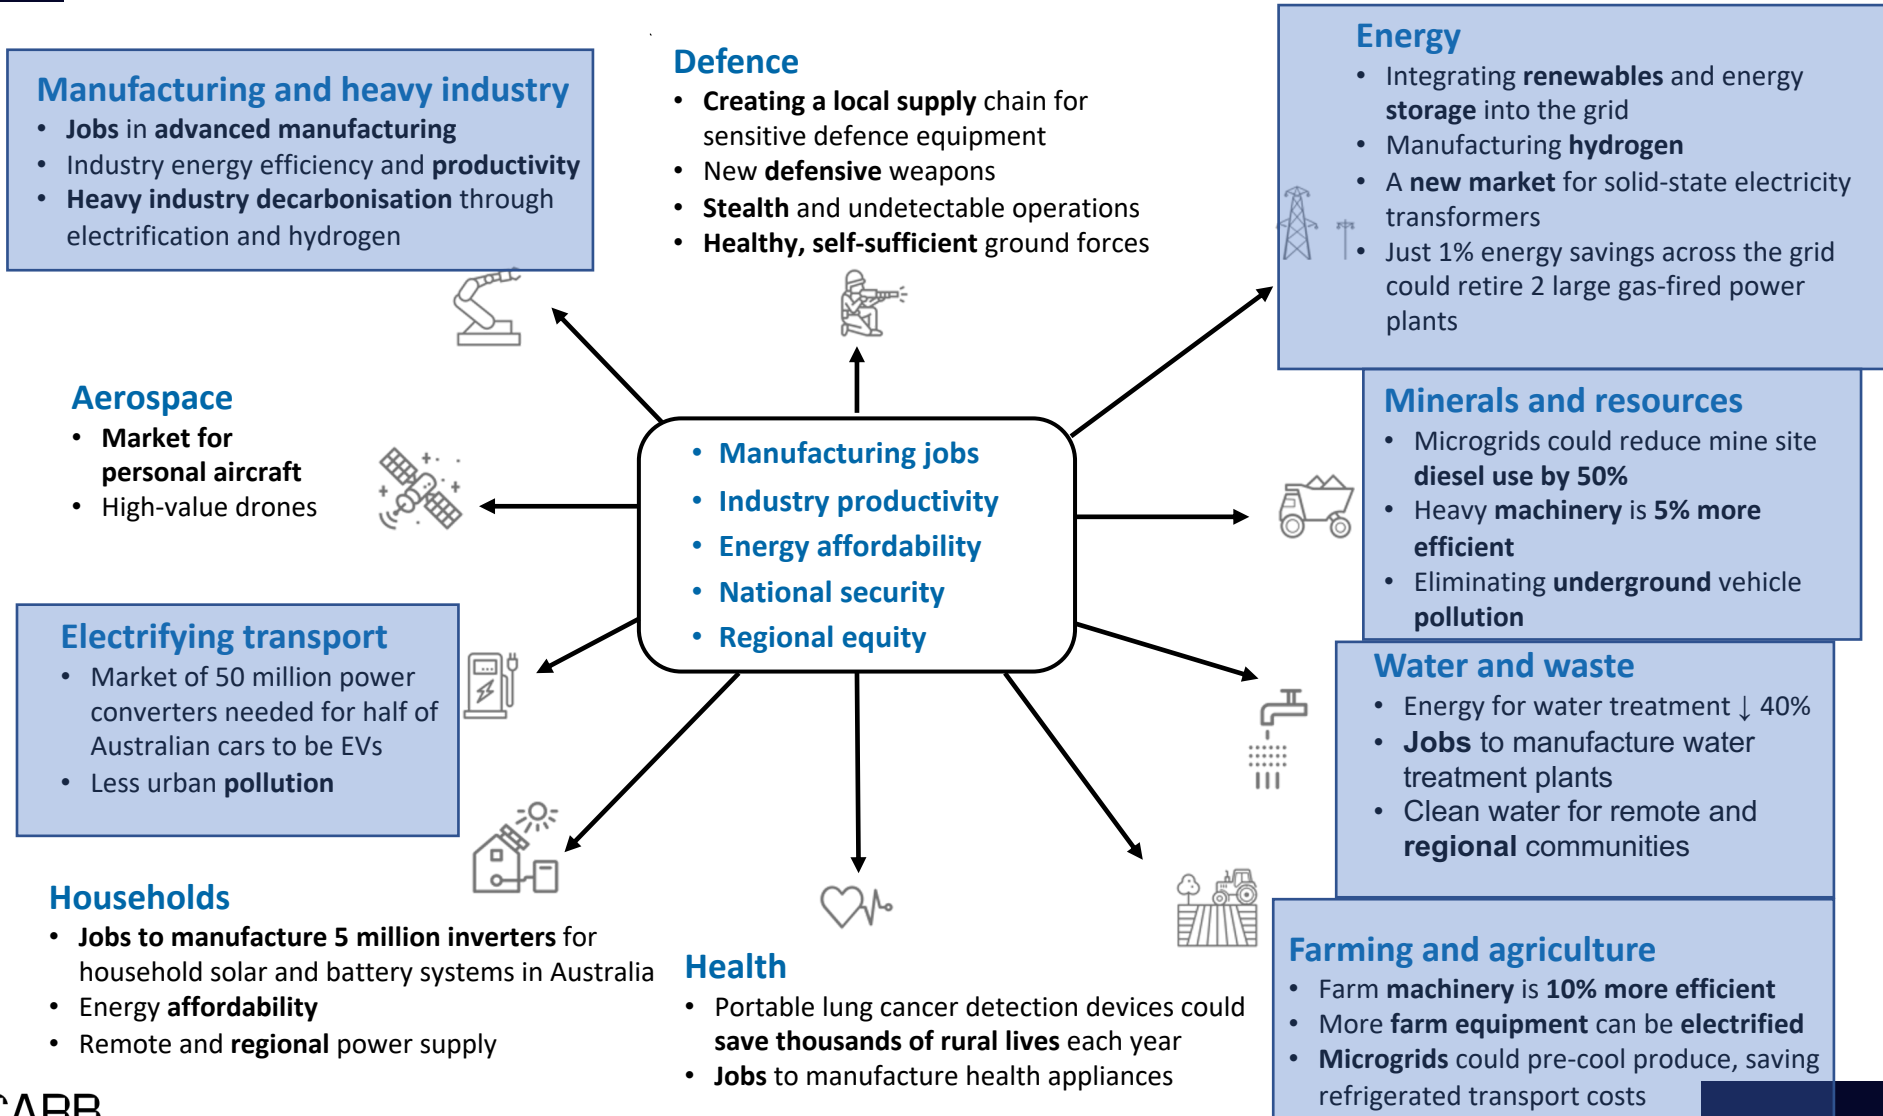 Manufacturing and heavy industry
• Jobs in advanced manufacturing
• Industry energy efficiency and productivity
• Heavy industry decarbonisation through
electrification and hydrogen
Defence
• Creating a local supply chain for
sensitive defence equipment
• New defensive weapons
• Stealth and undetectable operations
• Healthy, self-sufficient ground forces
Energy
• Integrating renewables and energy
storage into the grid
• Manufacturing hydrogen
• A new market for solid-state electricity
transformers
• Just 1% energy savings across the grid
could retire 2 large gas-fired power
plants
Aerospace
• Market for
personal aircraft
• High-value drones
• Manufacturing jobs
• Industry productivity
• Energy affordability
• National security
• Regional equity
Minerals and resources
• Microgrids could reduce mine site
diesel use by 50%
• Heavy machinery is 5% more
efficient
• Eliminating underground vehicle
pollution
Electrifying transport
• Market of 50 million power
converters needed for half of
Australian cars to be EVs
• Less urban pollution
Water and waste
• Energy for water treatment ↓ 40%
• Jobs to manufacture water
treatment plants
• Clean water for remote and
regional communities
Households
• Jobs to manufacture 5 million inverters for
household solar and battery systems in Australia
• Energy affordability
• Remote and regional power supply
Health
• Portable lung cancer detection devices could
save thousands of rural lives each year
• Jobs to manufacture health appliances
Farming and agriculture
• Farm machinery is 10% more efficient
• More farm equipment can be electrified
• Microgrids could pre-cool produce, saving
refrigerated transport costs